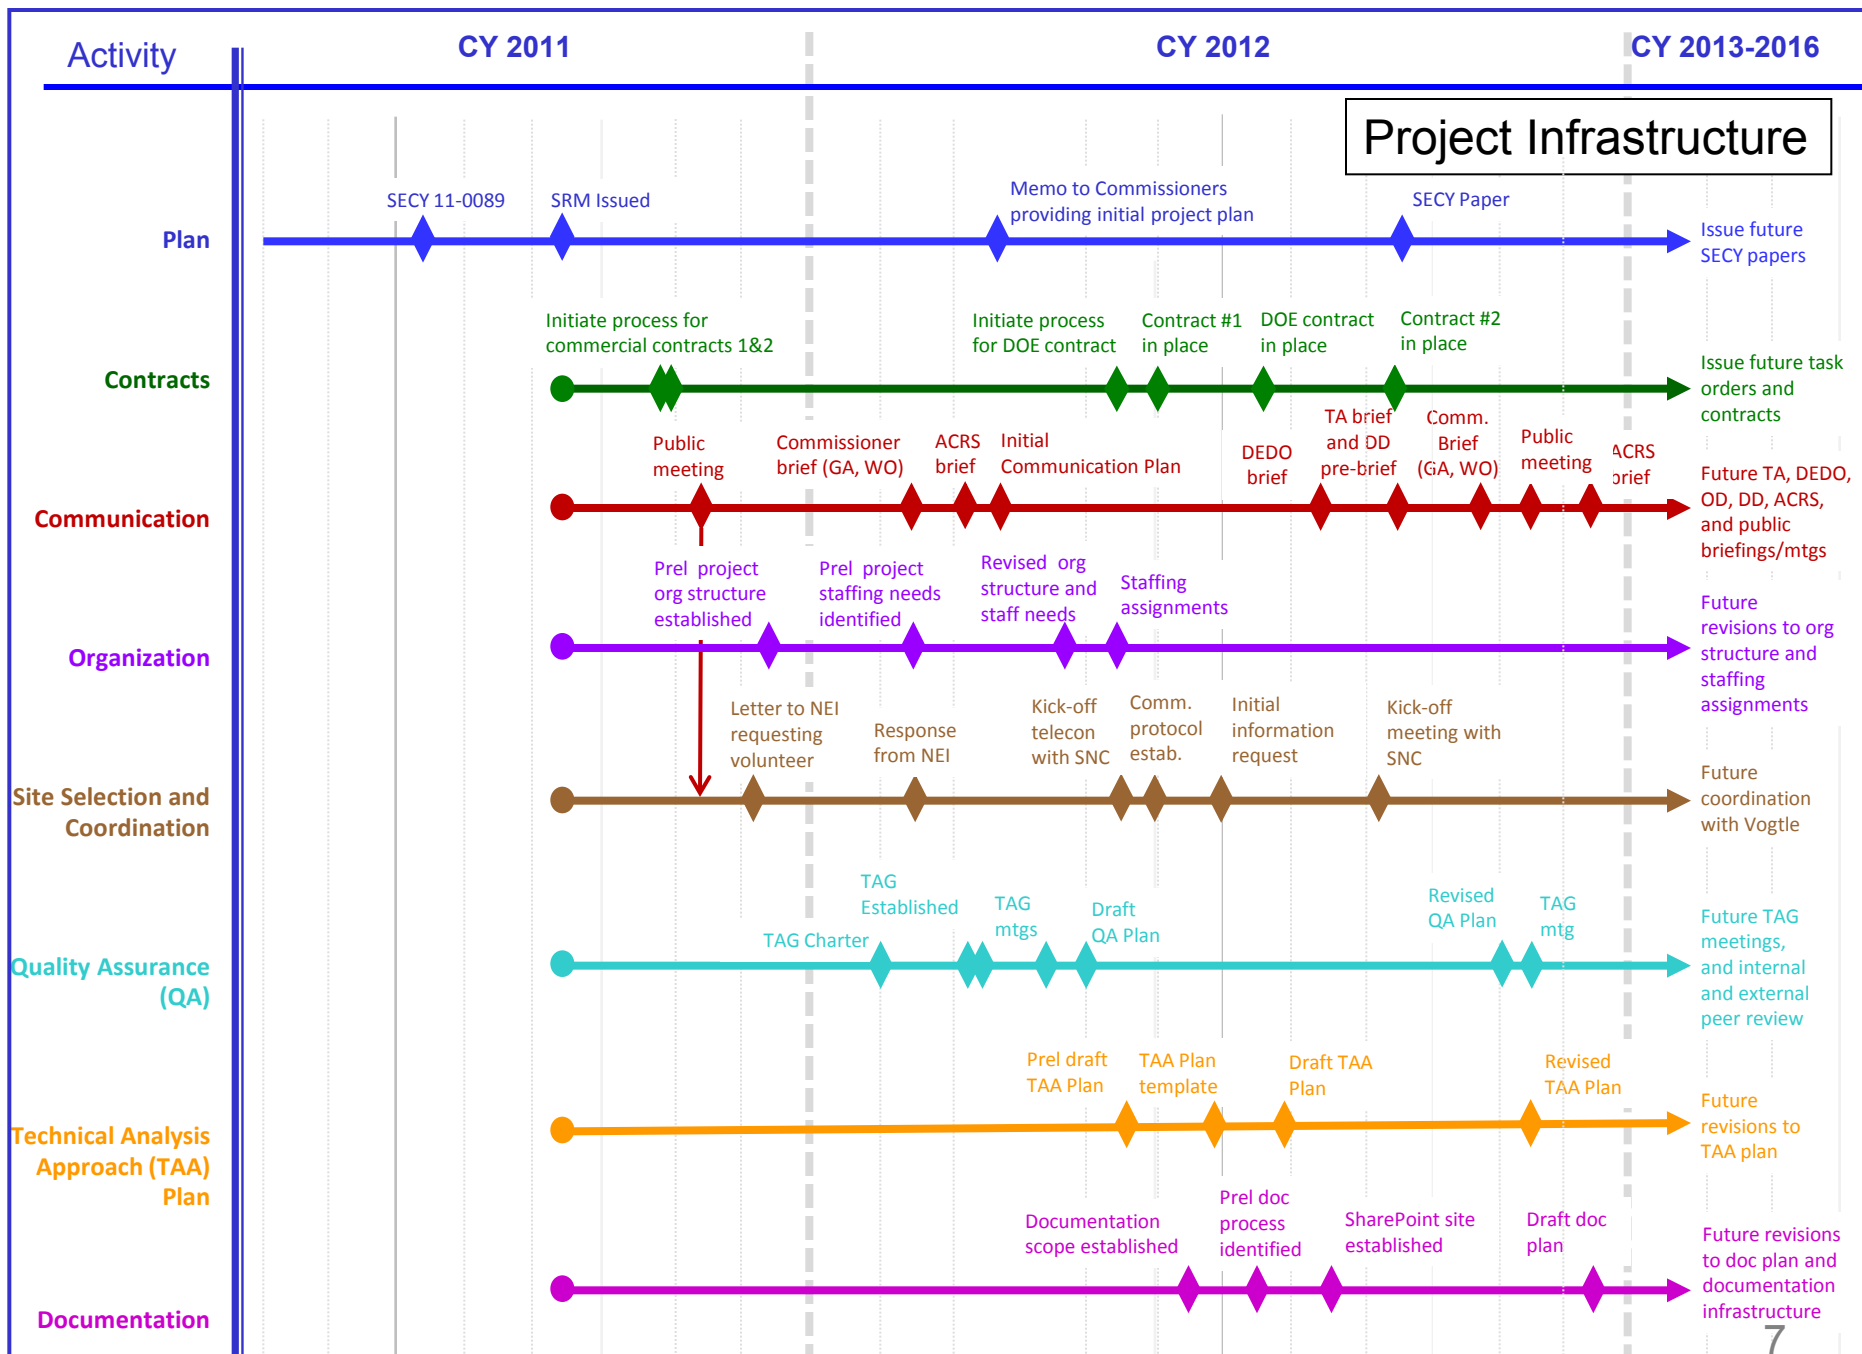 Activity
CY 2011
CY 2012
CY 2013-2016
Project Infrastructure
Plan
SECY 11-0089
SRM Issued
Memo to Commissioners
providing initial project plan
SECY Paper
Issue future
SECY papers
Contracts
Initiate process for
commercial contracts 1&2
Initiate process
for DOE contract
Contract #1
in place
DOE contract
in place
Contract #2
in place
Issue future task
orders and
contracts
Communication
Public
meeting
Commissioner
brief (GA, WO)
ACRS
brief
Initial
Communication Plan
DEDO
brief
TA brief
and DD
pre-brief
Comm.
Brief
(GA, WO)
Public
meeting
ACRS
brief
Future TA, DEDO,
OD, DD, ACRS,
and public
briefings/mtgs
Organization
Prel project
org structure
established
Prel project
staffing needs
identified
Revised org
structure and
staff needs
Staffing
assignments
Future
revisions to org
structure and
staffing
assignments
Site Selection and
Coordination
Letter to NEI
requesting
volunteer
Response
from NEI
Kick-off
telecon
with SNC
Comm.
protocol
estab.
Initial
information
request
Kick-off
meeting with
SNC
Future
coordination
with Vogtle
Quality Assurance
(QA)
TAG Charter
TAG
Established
TAG
mtgs
Draft
QA Plan
Revised
QA Plan
TAG
mtg
Future TAG
meetings,
and internal
and external
peer review
Technical Analysis
Approach (TAA)
Plan
Prel draft
TAA Plan
TAA Plan
template
Draft TAA
Plan
Revised
TAA Plan
Future
revisions to
TAA plan
Documentation
Documentation
scope established
Prel doc
process
identified
SharePoint site
established
Draft doc
plan
Future revisions
to doc plan and
documentation
infrastructure
7